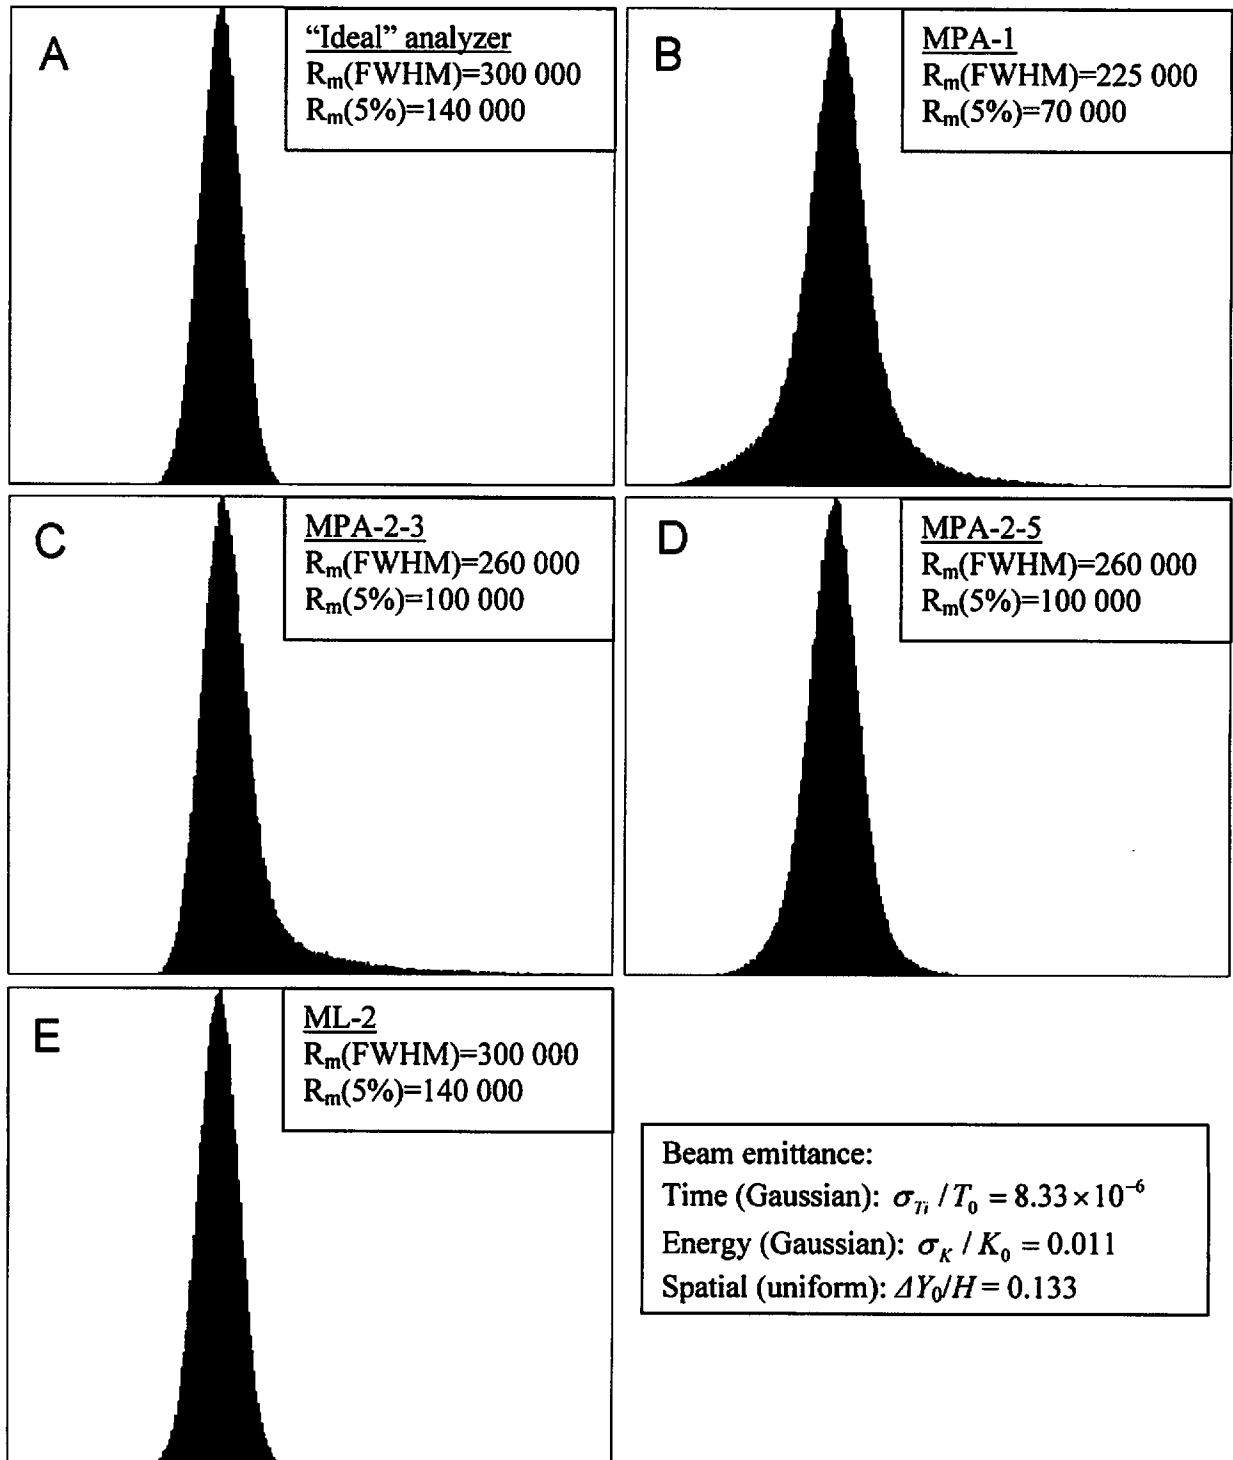 A
“Ideal” analyzer
Rₘ(FWHM)=300 000
Rₘ(5%)=140 000
B
MPA-1
Rₘ(FWHM)=225 000
Rₘ(5%)=70 000
C
MPA-2-3
Rₘ(FWHM)=260 000
Rₘ(5%)=100 000
D
MPA-2-5
Rₘ(FWHM)=260 000
Rₘ(5%)=100 000
E
ML-2
Rₘ(FWHM)=300 000
Rₘ(5%)=140 000
Beam emittance:
Time (Gaussian): σ_Ti / T₀ = 8.33×10⁻⁶
Energy (Gaussian): σ_K / K₀ = 0.011
Spatial (uniform): ΔY₀/H = 0.133